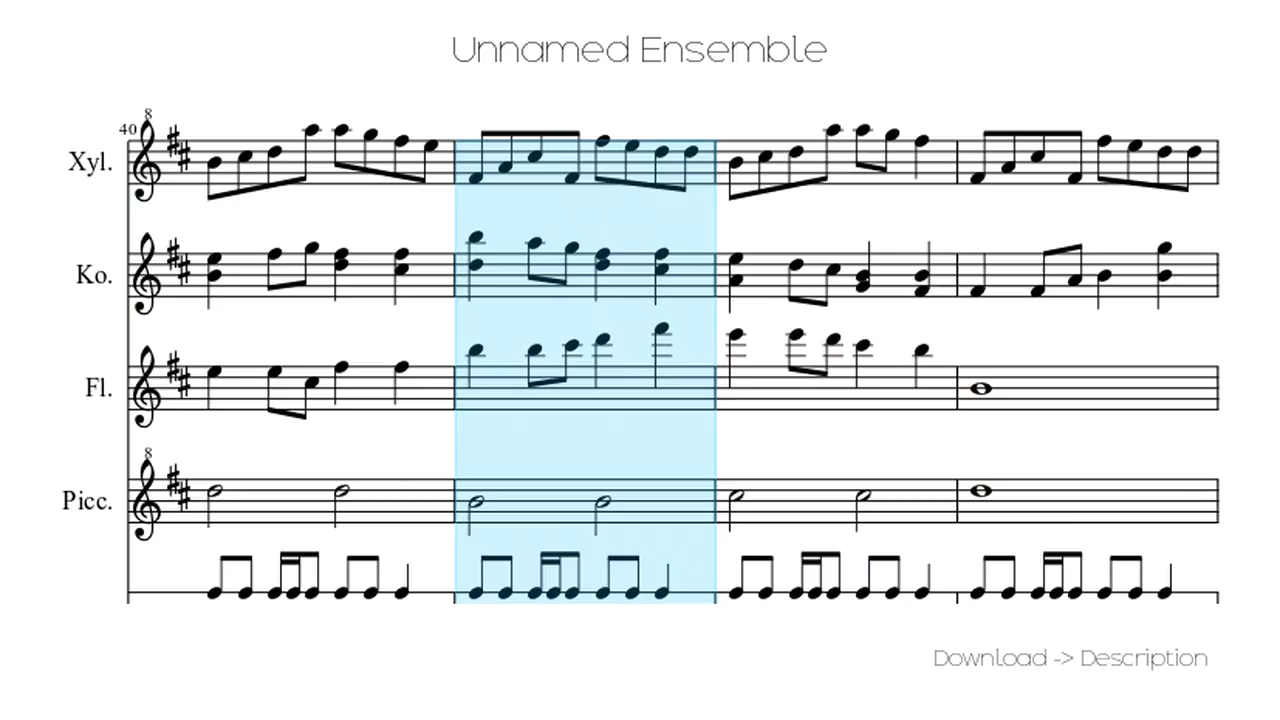 Unnamed Ensemble
8
40
Xyl.
Ko.
Fl.
8
Picc.
Download -> Description